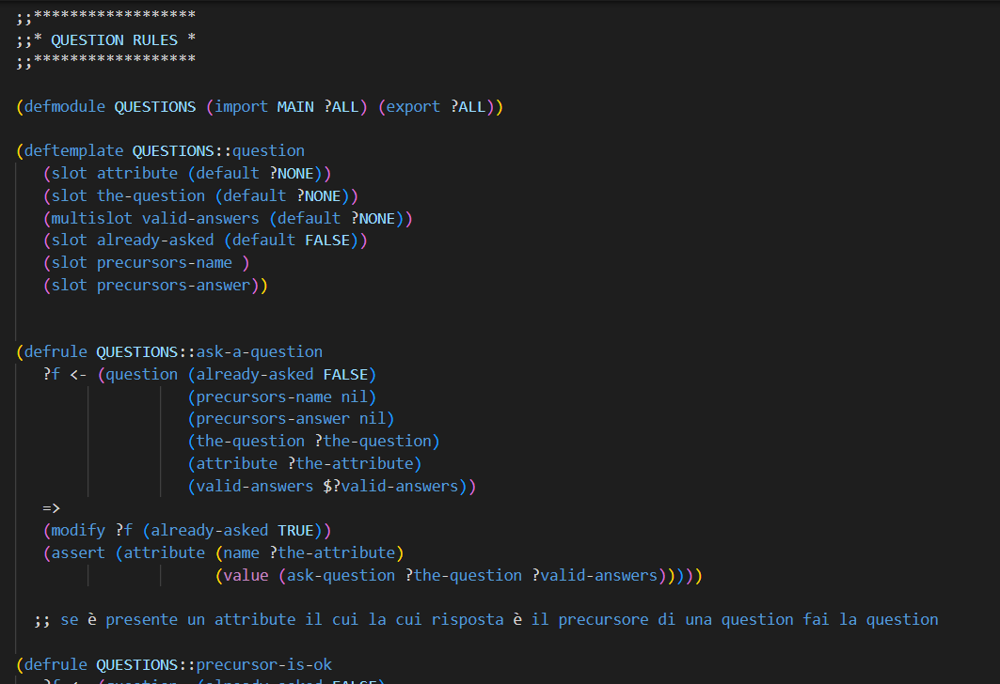 ;;******************
;;* QUESTION RULES *
;;******************
(defmodule QUESTIONS (import MAIN ?ALL) (export ?ALL))
(deftemplate QUESTIONS::question
(slot attribute (default ?NONE))
(slot the-question (default ?NONE))
(multislot valid-answers (default ?NONE))
(slot already-asked (default FALSE))
(slot precursors-name )
(slot precursors-answer))
(defrule QUESTIONS::ask-a-question
?f <- (question (already-asked FALSE)
(precursors-name nil)
(precursors-answer nil)
(the-question ?the-question)
(attribute ?the-attribute)
(valid-answers $?valid-answers))
=>
(modify ?f (already-asked TRUE))
(assert (attribute (name ?the-attribute)
(value (ask-question ?the-question ?valid-answers)))))
;; se è presente un attribute il cui la cui risposta è il precursore di una question fai la question
(defrule QUESTIONS::precursor-is-ok
?f <- (question (already-asked FALSE)